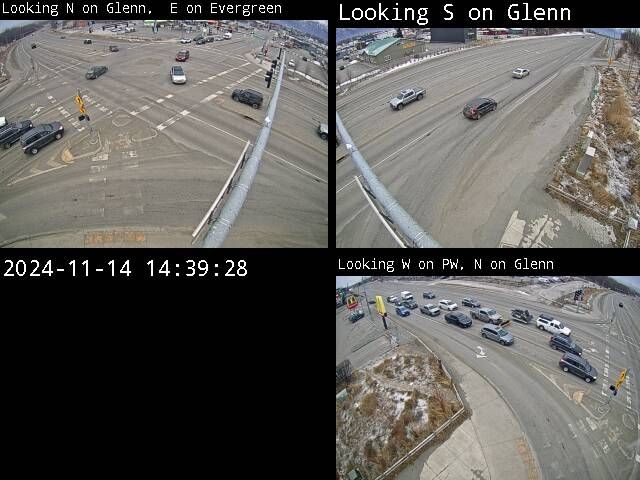 Looking N on Glenn,  E on Evergreen
Looking S on Glenn
2024-11-14 14:39:28
Looking W on PW, N on Glenn